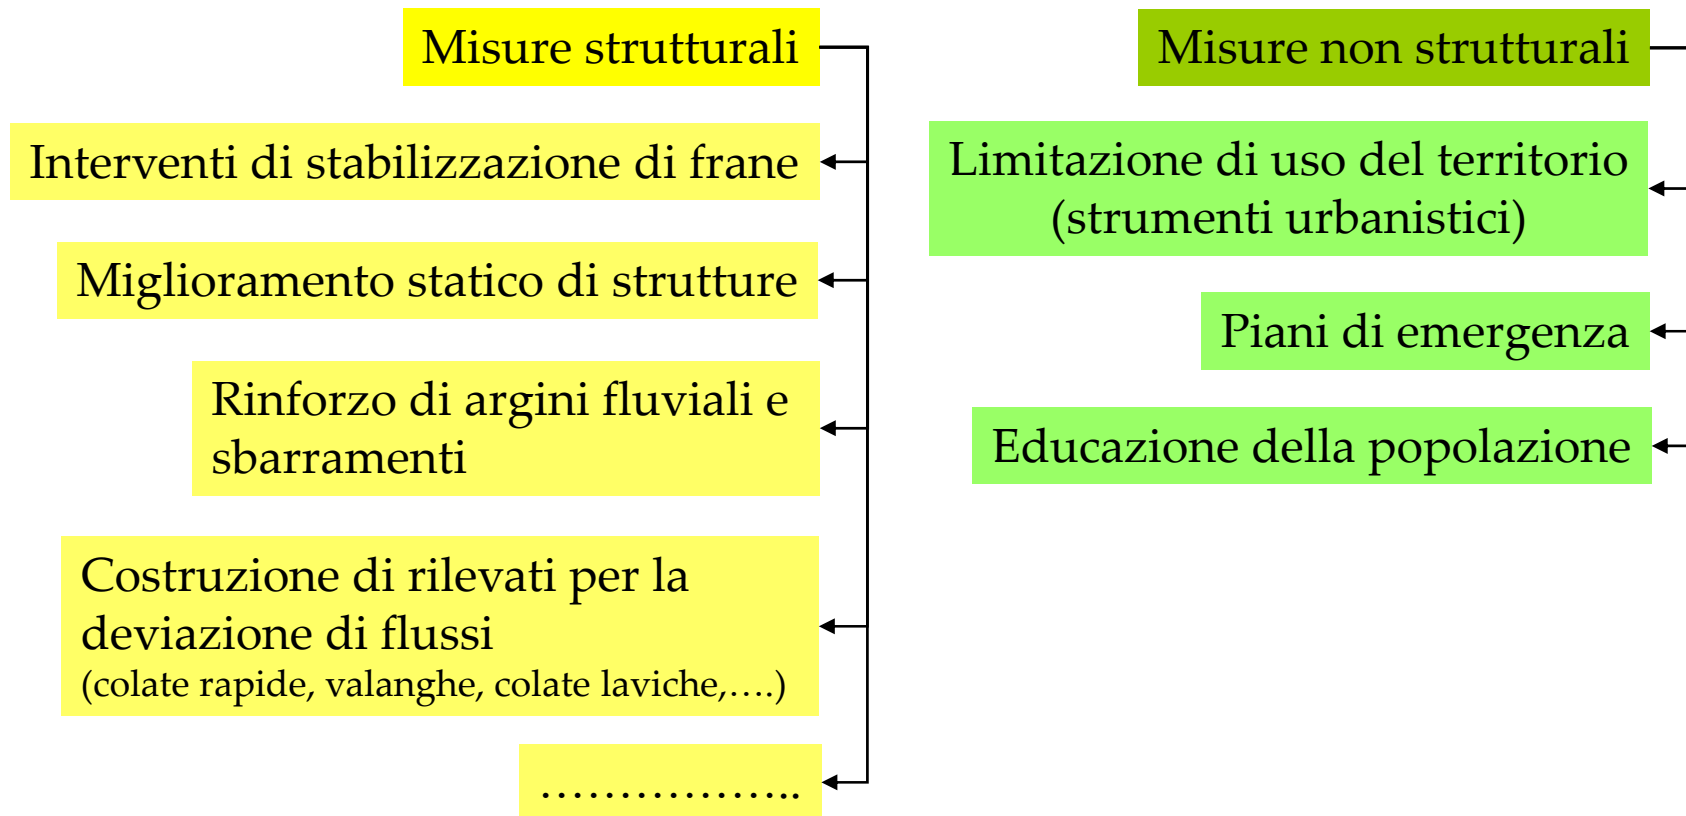 Misure strutturali
Interventi di stabilizzazione di frane
Miglioramento statico di strutture
Rinforzo di argini fluviali e
sbarramenti
Costruzione di rilevati per la
deviazione di flussi
(colate rapide, valanghe, colate laviche,….)
……………..
Misure non strutturali
Limitazione di uso del territorio
(strumenti urbanistici)
Piani di emergenza
Educazione della popolazione